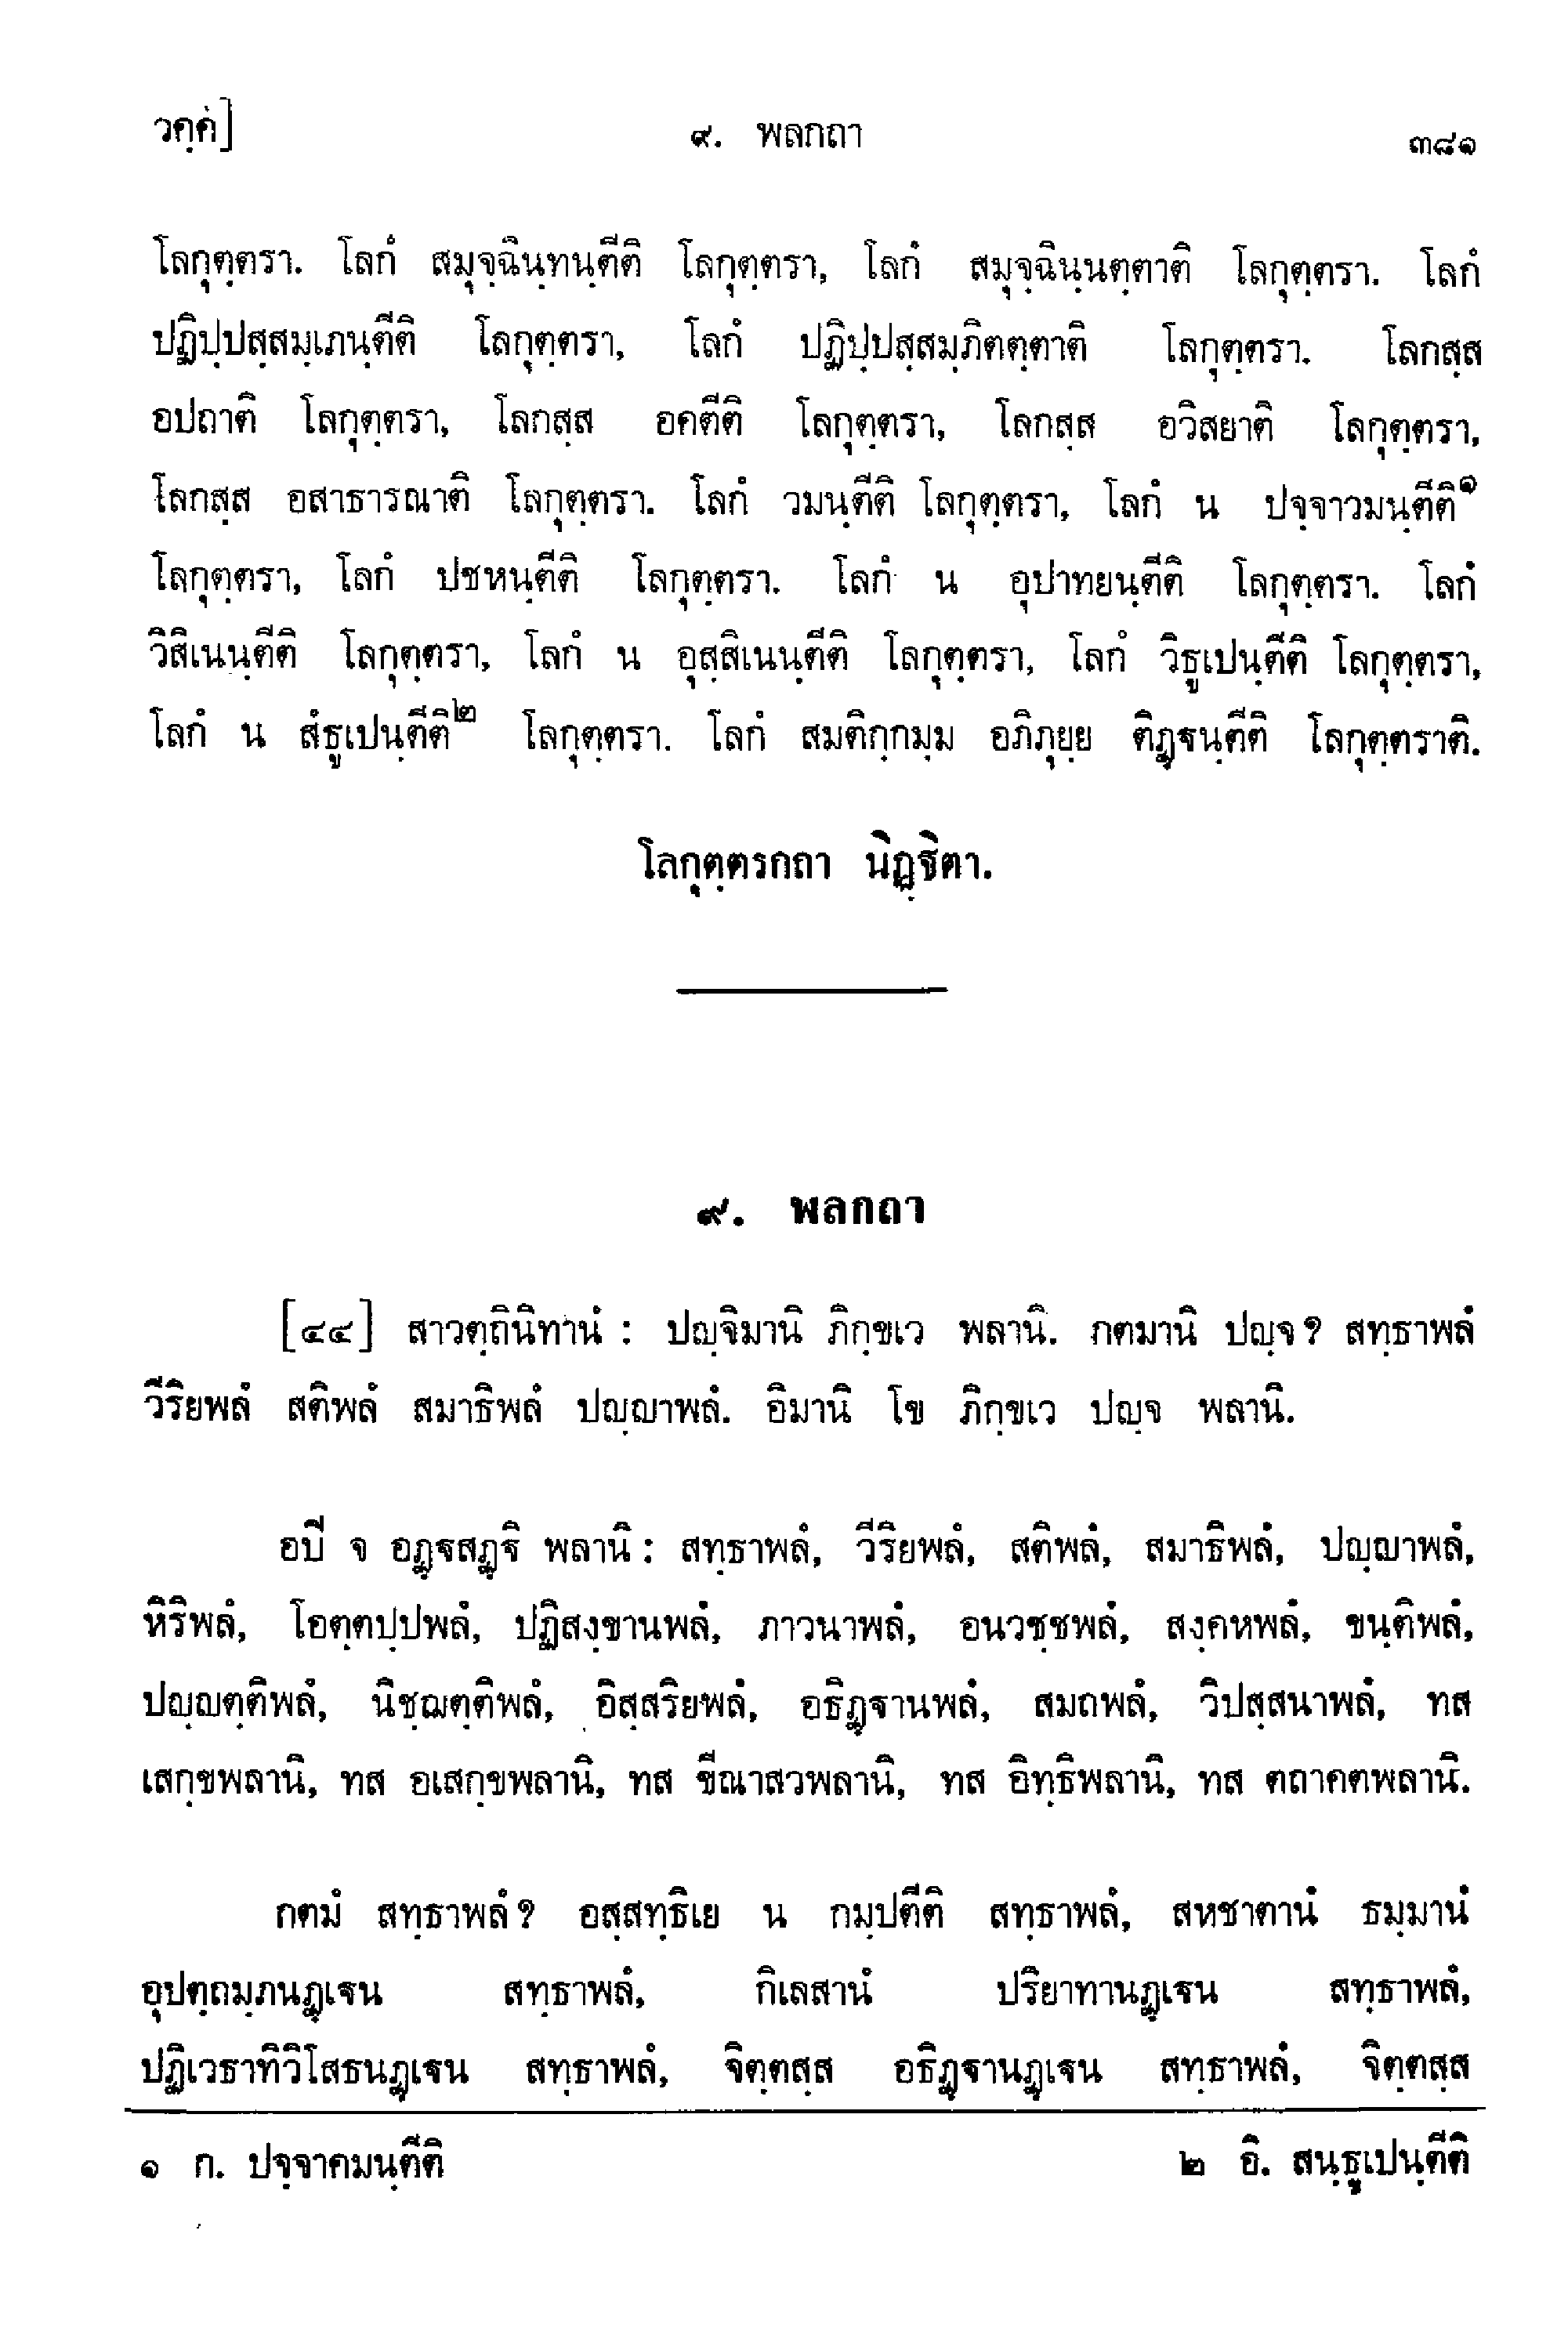 วคฺคํ]
๙. พลกถา
๓๘๑
โลกุตฺตรา. โลกํ สมุจฺฉินฺทนฺตีติ โลกุตฺตรา, โลกํ สมุจฺฉินฺนตฺตาติ โลกุตฺตรา. โลกํ
ปฏิปฺปสฺสมฺเภนฺตีติ โลกุตฺตรา, โลกํ ปฏิปฺปสฺสมฺภิตตฺตาติ โลกุตฺตรา. โลกสฺส
อปถาติ โลกุตฺตรา, โลกสฺส อคตีติ โลกุตฺตรา, โลกสฺส อวิสยาติ โลกุตฺตรา,
โลกสฺส อสาธารณาติ โลกุตฺตรา. โลกํ วมนฺตีติ โลกุตฺตรา, โลกํ น ปจฺจาวมนฺตีติ๑
โลกุตฺตรา, โลกํ ปชหนฺตีติ โลกุตฺตรา. โลกํ น อุปาทยนฺตีติ โลกุตฺตรา. โลกํ
วิสิเนนฺตีติ โลกุตฺตรา, โลกํ น อุสฺสิเนนฺตีติ โลกุตฺตรา, โลกํ วิธูเปนฺตีติ โลกุตฺตรา,
โลกํ น สํธูเปนฺตีติ๒ โลกุตฺตรา. โลกํ สมติกฺกมฺม อภิภุยฺย ติฏฺฐนฺตีติ โลกุตฺตราติ.
โลกุตฺตรกถา นิฏฺฐิตา.
๙. พลกถา
[๔๔] สาวตฺถินิทานํ : ปญฺจิมานิ ภิกฺขเว พลานิ. กตมานิ ปญฺจ? สทฺธาพลํ
วีริยพลํ สติพลํ สมาธิพลํ ปญฺญาพลํ. อิมานิ โข ภิกฺขเว ปญฺจ พลานิ.
อปิ จ อฏฺฐสฏฺฐิ พลานิ : สทฺธาพลํ, วีริยพลํ, สติพลํ, สมาธิพลํ, ปญฺญาพลํ,
หิริพลํ, โอตฺตปฺปพลํ, ปฏิสงฺขานพลํ, ภาวนาพลํ, อนวชฺชพลํ, สงฺคหพลํ, ขนฺติพลํ,
ปญฺญตฺติพลํ, นิชฺฌตฺติพลํ, อิสฺสริยพลํ, อธิฏฺฐานพลํ, สมถพลํ, วิปสฺสนาพลํ, ทส
เสกฺขพลานิ, ทส อเสกฺขพลานิ, ทส ขีณาสวพลานิ, ทส อิทฺธิพลานิ, ทส ตถาคตพลานิ.
กตมํ สทฺธาพลํ? อสฺสทฺธิเย น กมฺปตีติ สทฺธาพลํ, สหชาตานํ ธมฺมานํ
อุปตฺถมฺภนฏฺเฐน สทฺธาพลํ, กิเลสานํ ปริยาทานฏฺเฐน สทฺธาพลํ,
ปฏิเวธาทิวิโสธนฏฺเฐน สทฺธาพลํ, จิตฺตสฺส อธิฏฺฐานฏฺเฐน สทฺธาพลํ, จิตฺตสฺส
๑ ก. ปจฺจาคมนฺตีติ
๒ อิ. สนฺธูเปนฺตีติ